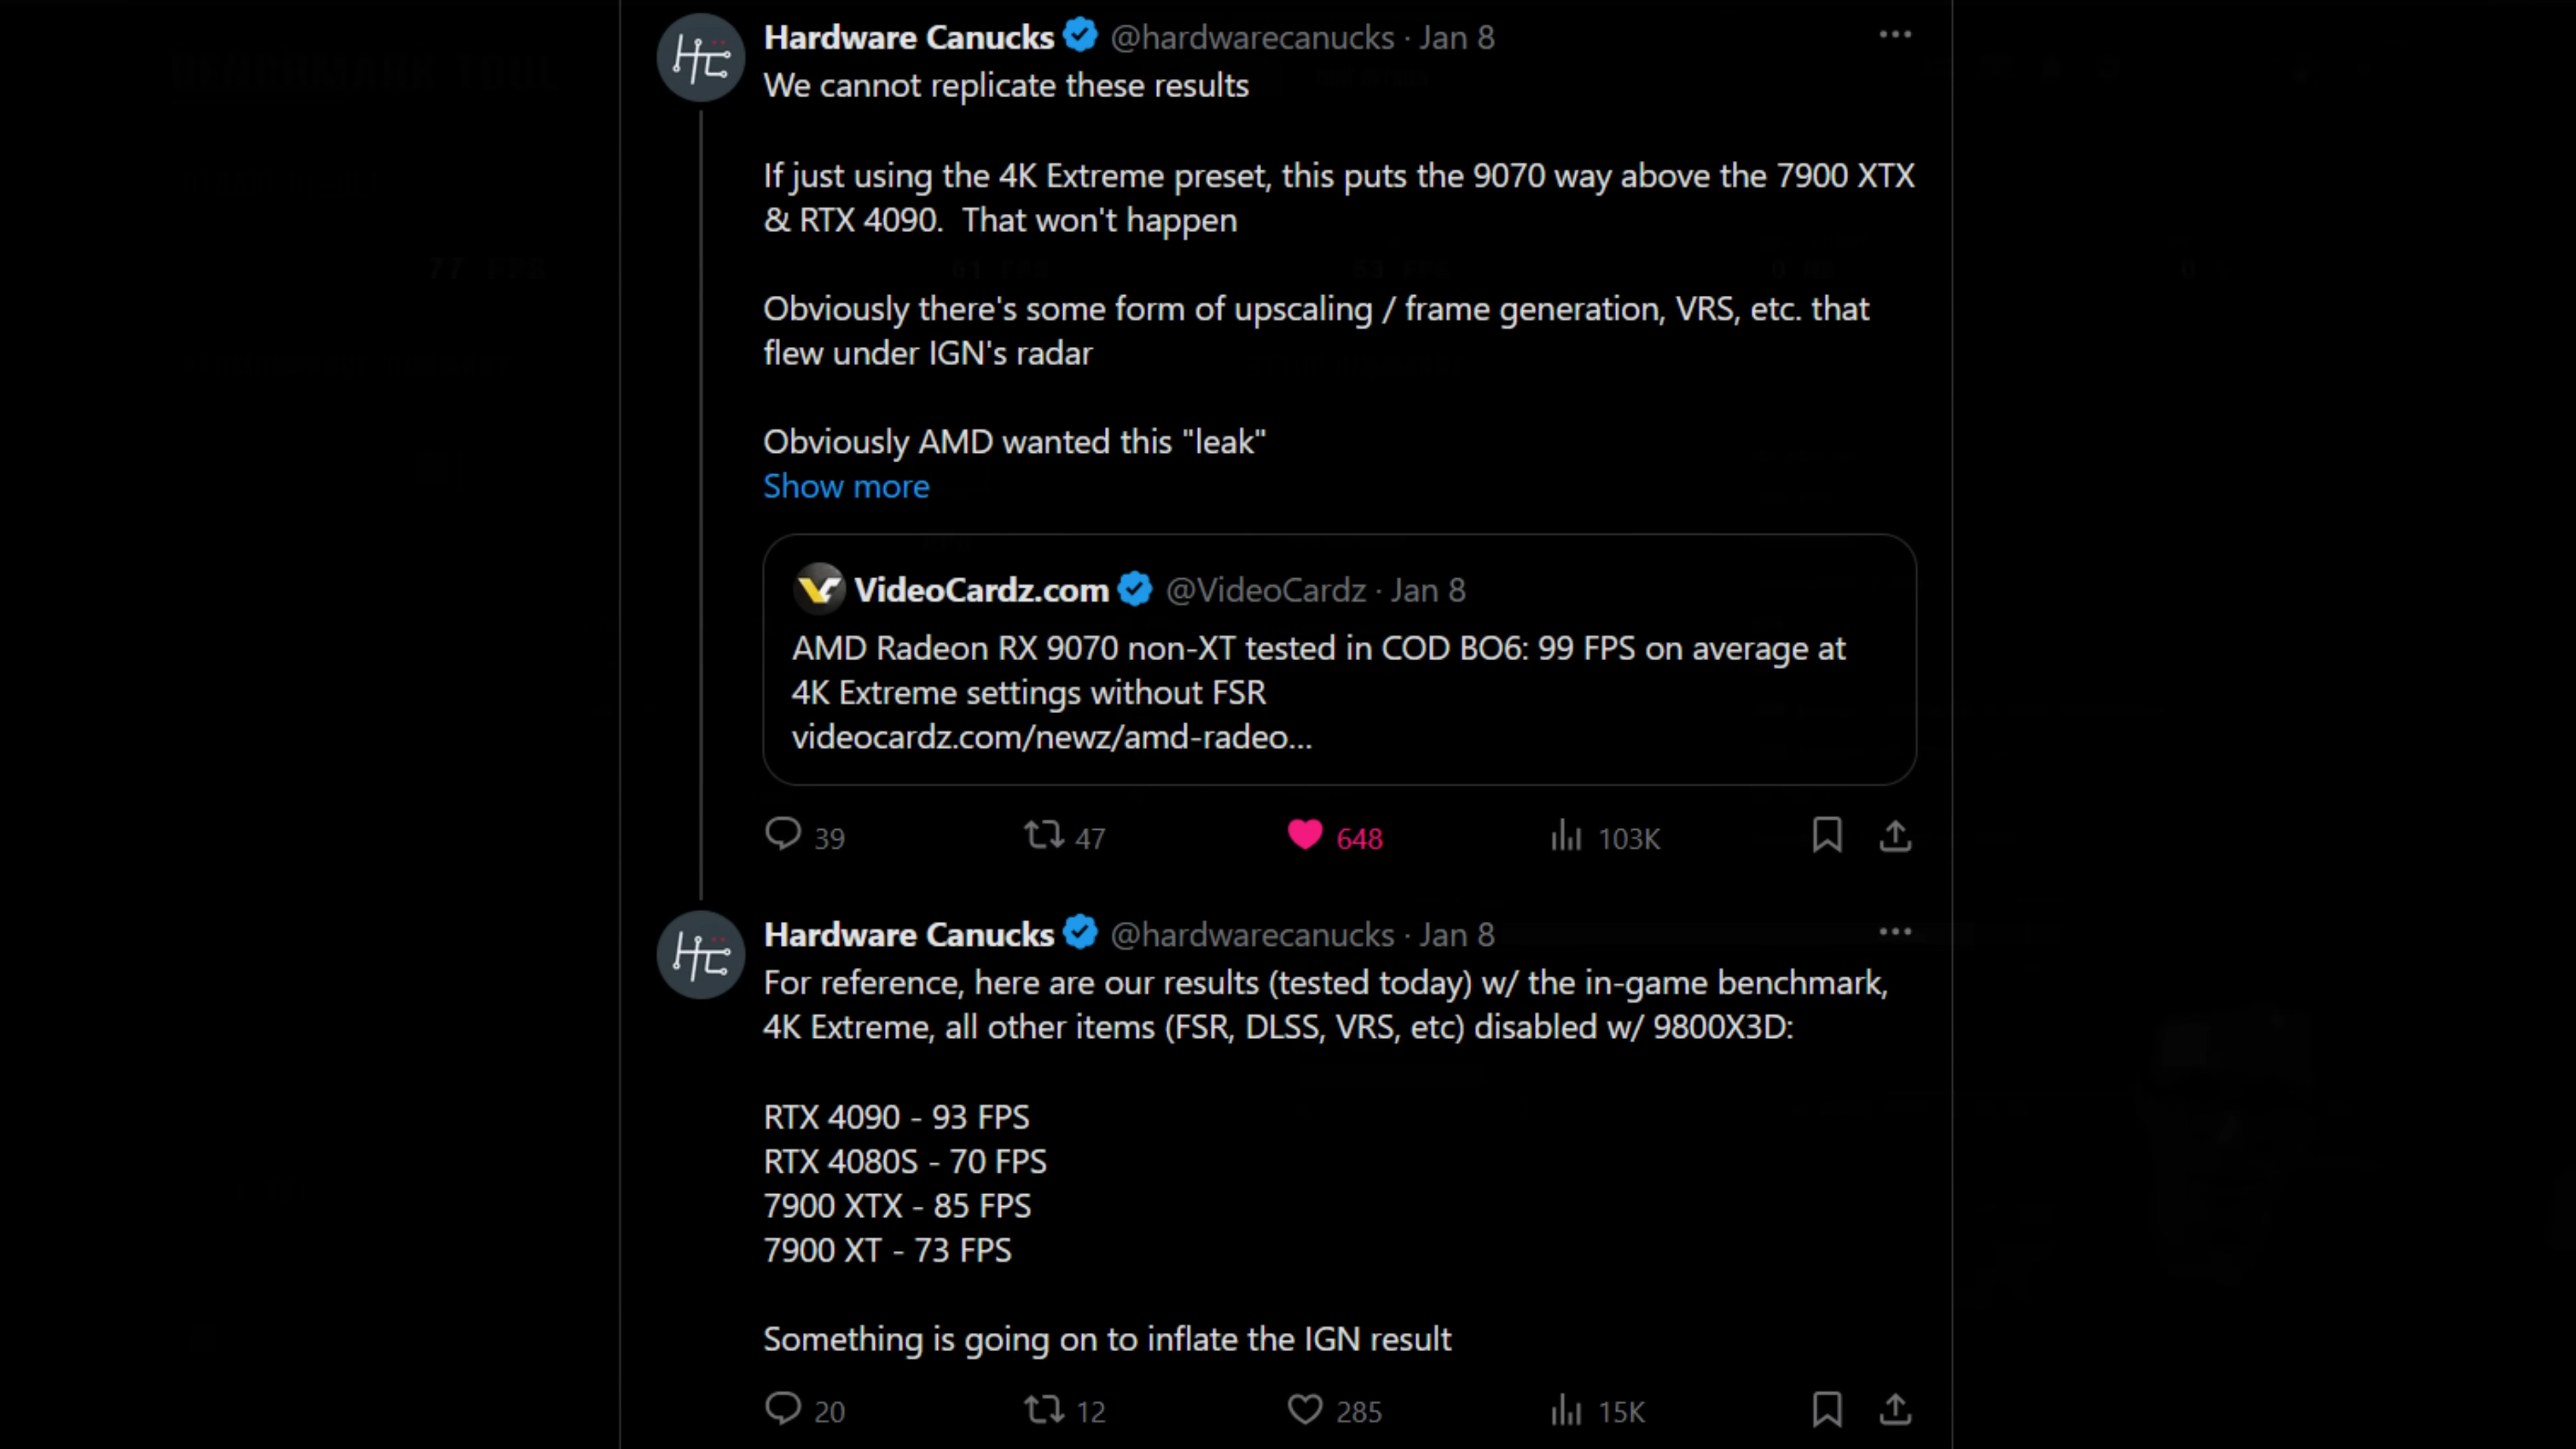 Hardware Canucks @hardwarecanucks · Jan 8
We cannot replicate these results
If just using the 4K Extreme preset, this puts the 9070 way above the 7900 XTX
& RTX 4090.  That won't happen
Obviously there's some form of upscaling / frame generation, VRS, etc. that
flew under IGN's radar
Obviously AMD wanted this "leak"
Show more
VideoCardz.com @VideoCardz · Jan 8
AMD Radeon RX 9070 non-XT tested in COD BO6: 99 FPS on average at
4K Extreme settings without FSR
videocardz.com/newz/amd-radeo...
39 47 648 103K
Hardware Canucks @hardwarecanucks · Jan 8
For reference, here are our results (tested today) w/ the in-game benchmark,
4K Extreme, all other items (FSR, DLSS, VRS, etc) disabled w/ 9800X3D:
RTX 4090 - 93 FPS
RTX 4080S - 70 FPS
7900 XTX - 85 FPS
7900 XT - 73 FPS
Something is going on to inflate the IGN result
20 12 285 15K